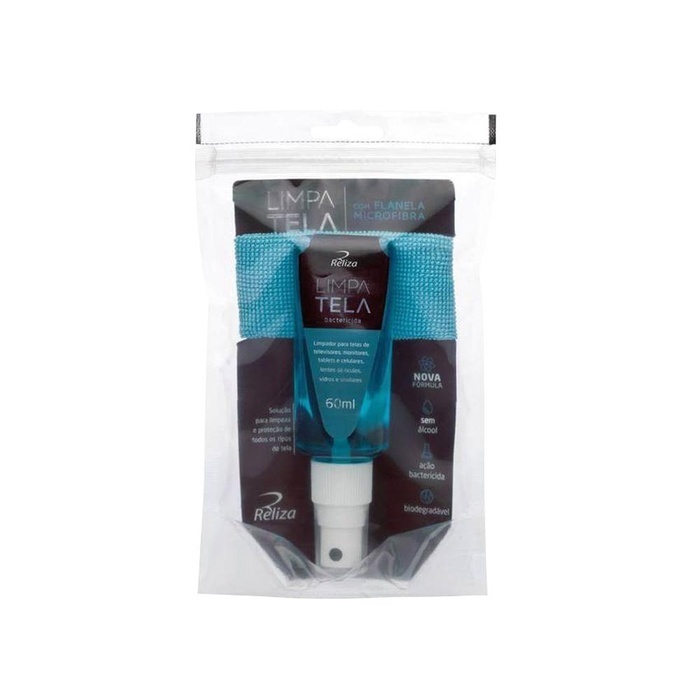 LIMPA
TELA
com FLANELA
MICROFIBRA
Reliza
LIMPA
TELA
bactericida
Limpador para telas de
televisores, monitores,
tablets e celulares,
lentes de óculos,
vidros e similares
60ml
Solução
para limpeza
e proteção de
todos os tipos
de tela
Reliza
NOVA
FÓRMULA
sem
álcool
ação
bactericida
biodegradável